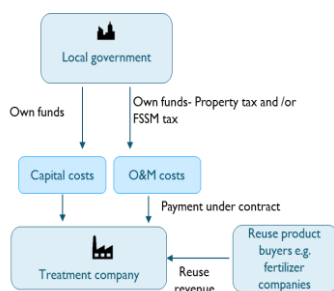 Local government
Own funds
Own funds- Property tax and /or
FSSM tax
Capital costs
O&M costs
Payment under contract
Treatment company
Reuse
revenue
Reuse product
buyers e.g.
fertilizer
companies